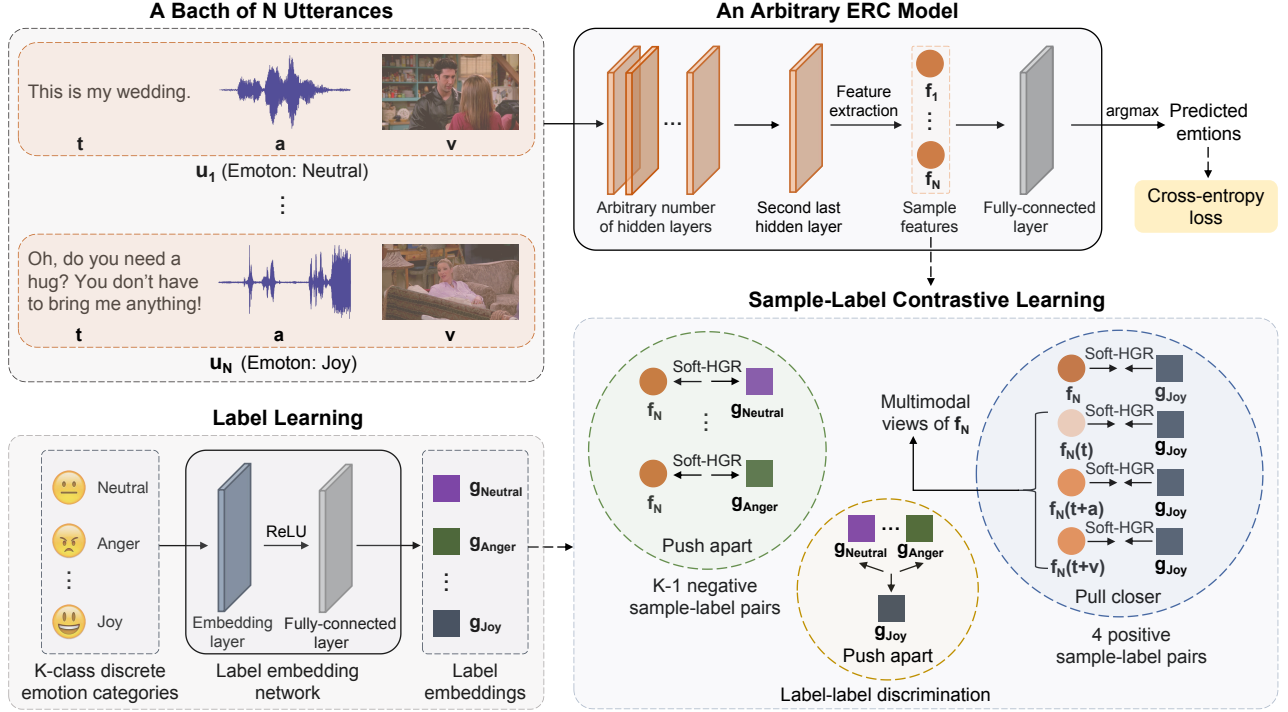 A Bacth of N Utterances
This is my wedding.
t
a
v
u1 (Emoton: Neutral)
⋮
Oh, do you need a
hug? You don't have
to bring me anything!
t
a
v
uN (Emoton: Joy)
An Arbitrary ERC Model
...
Feature
extraction
f1
⋮
fN
Arbitrary number
of hidden layers
Second last
hidden layer
Sample
features
Fully-connected
layer
argmax
Predicted
emtions
Cross-entropy
loss
Label Learning
Neutral
Anger
⋮
Joy
K-class discrete
emotion categories
ReLU
Embedding
layer
Fully-connected
layer
Label embedding
network
gNeutral
gAnger
⋮
gJoy
Label
embeddings
Sample-Label Contrastive Learning
Soft-HGR
fN
gNeutral
⋮
Soft-HGR
fN
gAnger
Push apart
K-1 negative
sample-label pairs
...
gNeutral
gAnger
gJoy
Push apart
Label-label discrimination
Multimodal
views of fN
Soft-HGR
fN
gJoy
Soft-HGR
fN(t)
gJoy
Soft-HGR
fN(t+a)
gJoy
Soft-HGR
fN(t+v)
gJoy
Pull closer
4 positive
sample-label pairs